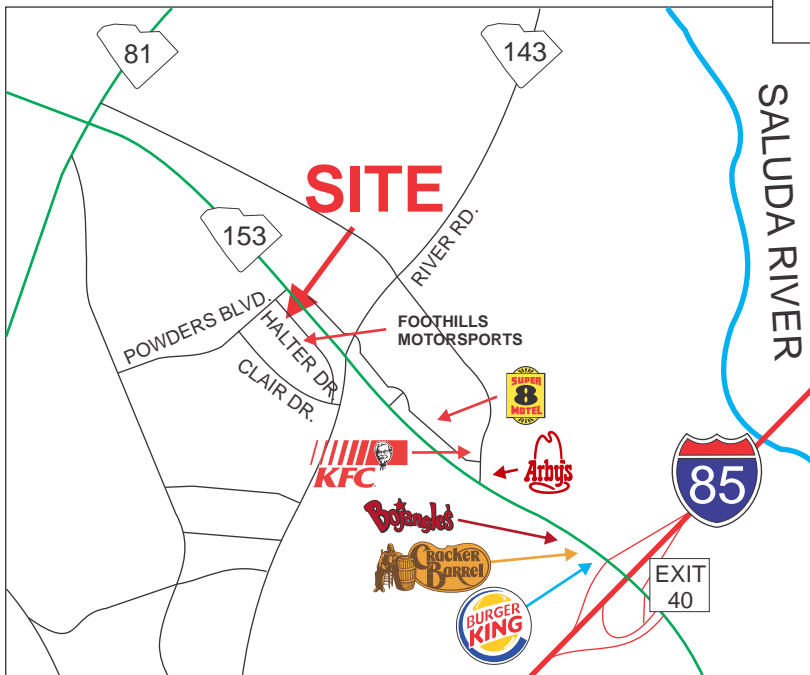 81
143
SALUDA RIVER
SITE
153
RIVER RD.
POWDERS BLVD.
HALTER DR.
FOOTHILLS
MOTORSPORTS
CLAIR DR.
SUPER
8
MOTEL
KFC
Arby's
85
Bojangles'
Cracker
Barrel
EXIT
40
BURGER
KING